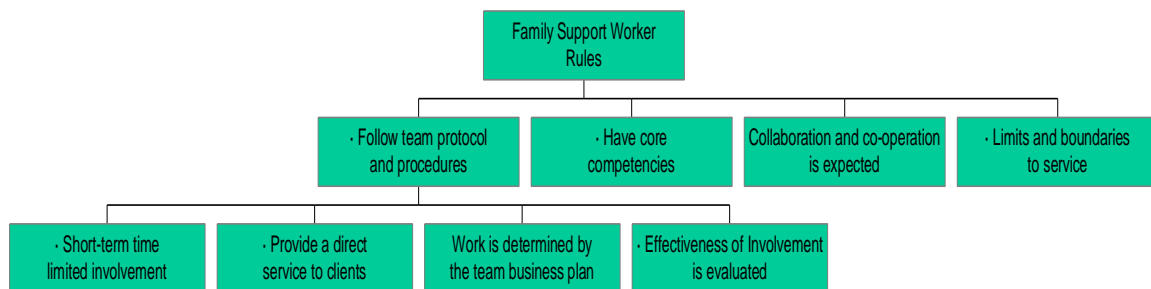 Family Support Worker
Rules
· Follow team protocol
and procedures
· Have core
competencies
Collaboration and co-operation
is expected
· Limits and boundaries
to service
· Short-term time
limited involvement
· Provide a direct
service to clients
Work is determined by
the team business plan
· Effectiveness of Involvement
is evaluated